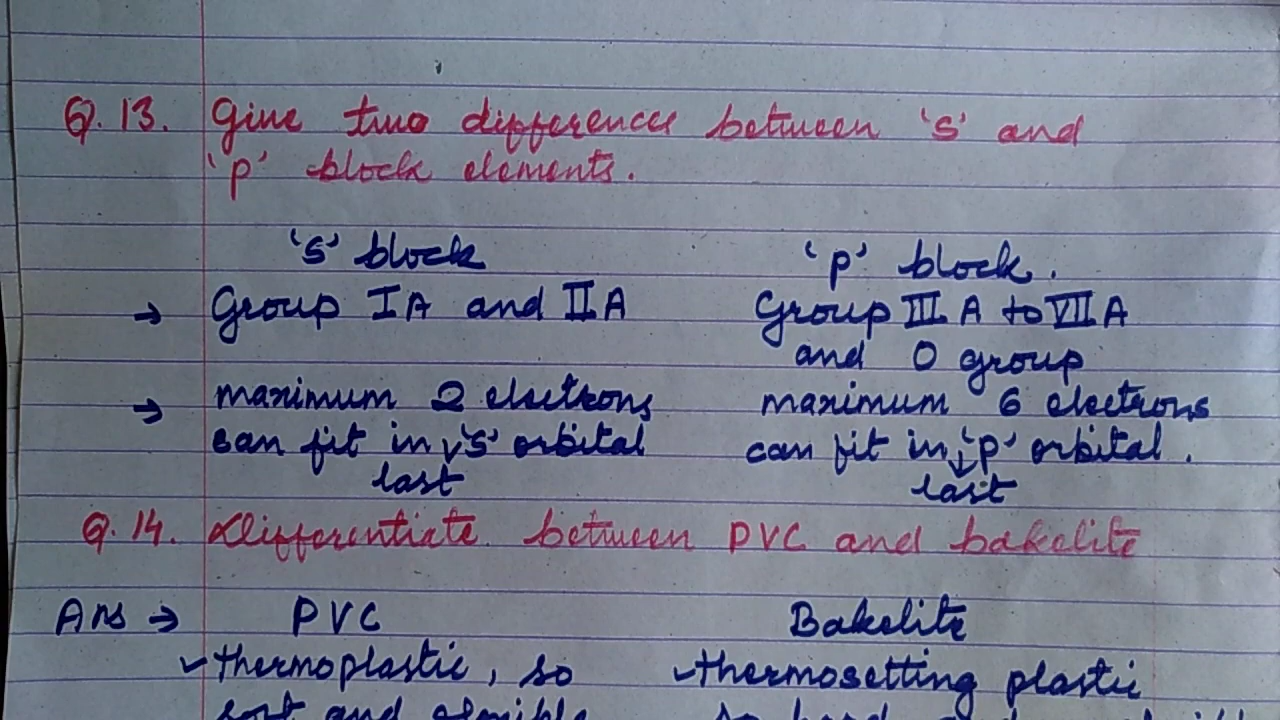 Q.13. Give two differences between 's' and
'p' block elements.
's' block 'p' block.
→ Group IA and IIA Group IIIA to VIIA
and 0 group
→ maximum 2 electrons maximum 6 electrons
can fit in 's' orbital can fit in 'p' orbital.
last last
Q.14. Differentiate between PVC and bakelite
Ans → PVC Bakelite
thermoplastic, so thermosetting plastic